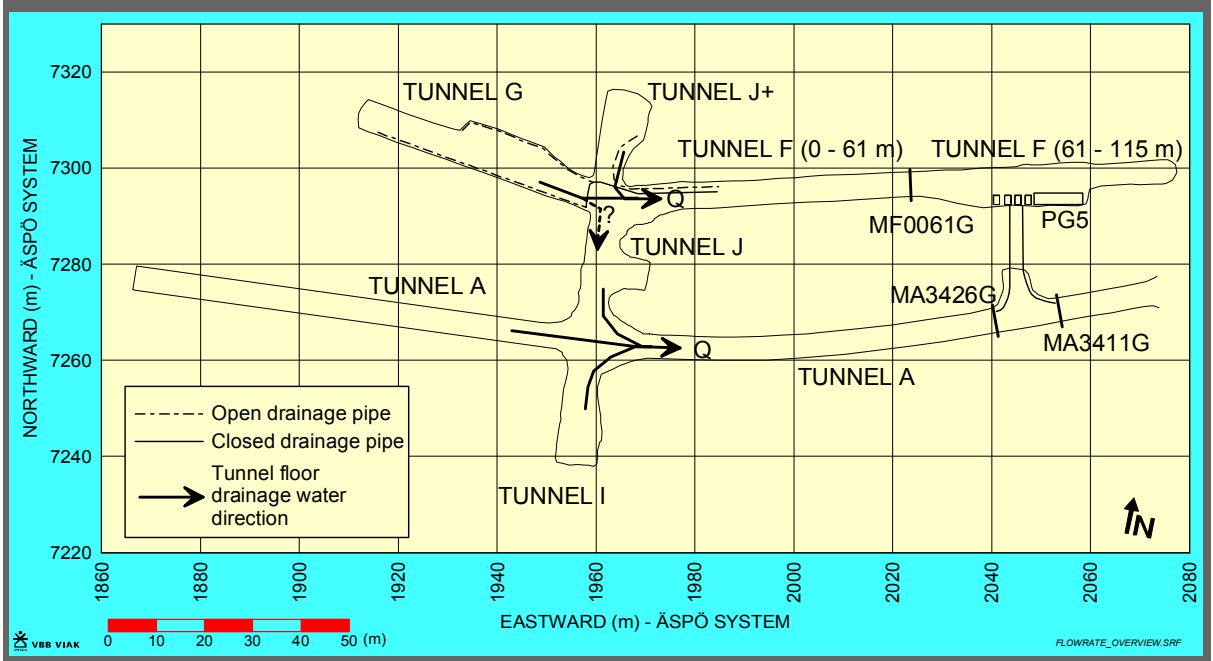 7320
7300
7280
7260
7240
7220
NORTHWARD (m) - ÄSPÖ SYSTEM
TUNNEL G
TUNNEL J+
TUNNEL F (0 - 61 m)
TUNNEL F (61 - 115 m)
Q
?
MF0061G
PG5
TUNNEL J
TUNNEL A
MA3426G
MA3411G
Q
TUNNEL A
TUNNEL I
Open drainage pipe
Closed drainage pipe
Tunnel floor
drainage water
direction
N
1860
1880
1900
1920
1940
1960
1980
2000
2020
2040
2060
2080
EASTWARD (m) - ÄSPÖ SYSTEM
0 10 20 30 40 50 (m)
VBB VIAK
FLOWRATE_OVERVIEW.SRF